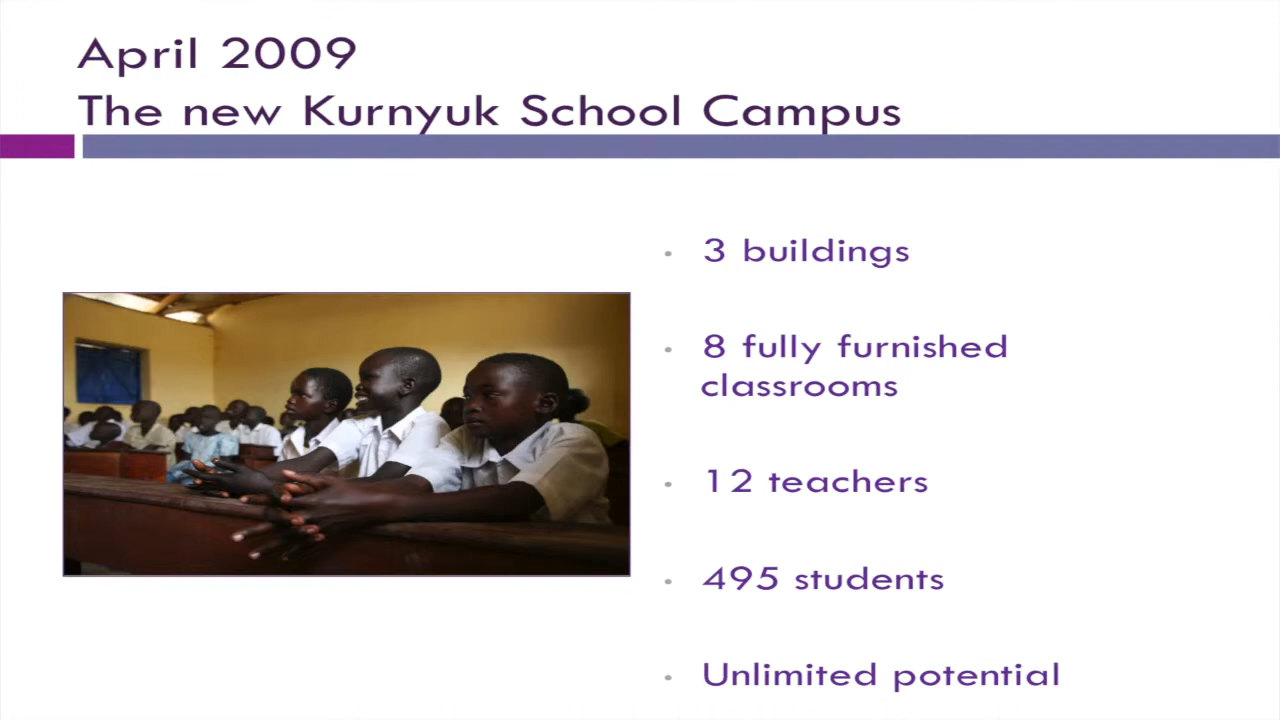 April 2009
The new Kurnyuk School Campus
• 3 buildings
• 8 fully furnished
classrooms
• 12 teachers
• 495 students
• Unlimited potential